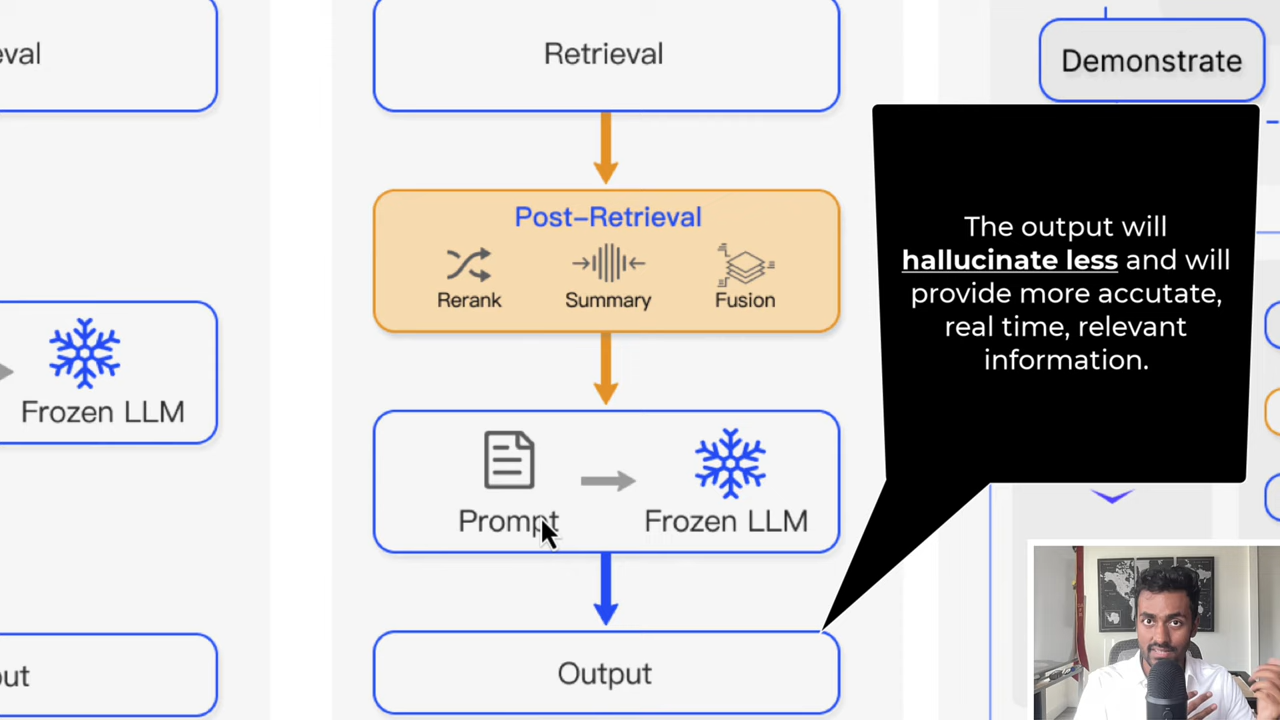 eval
Frozen LLM
out
Retrieval
Post-Retrieval
Rerank
Summary
Fusion
Prompt
Frozen LLM
Output
Demonstrate
The output will
hallucinate less and will
provide more accutate,
real time, relevant
information.